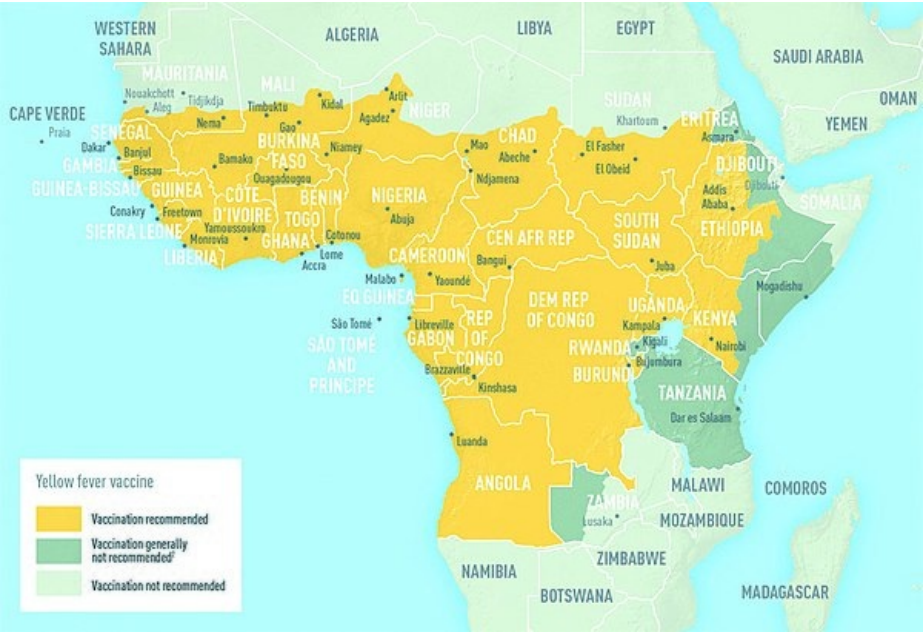 WESTERN
SAHARA
ALGERIA
LIBYA
EGYPT
SAUDI ARABIA
OMAN
YEMEN
MAURITANIA
Nouakchott
Aleg
Tidjikdja
MALI
Timbuktu
Kidal
Arlit
Agadez
NIGER
SUDAN
Khartoum
ERITREA
Asmara
CAPE VERDE
Praia
SENEGAL
Dakar
GAMBIA
Banjul
GUINEA-BISSAU
Bissau
Nema
Gao
BURKINA
FASO
Niamey
Bamako
Ouagadougou
CHAD
Mao
Abeche
Ndjamena
El Fasher
El Obeid
DJIBOUTI
Djibouti
SOMALIA
Addis
Ababa
ETHIOPIA
GUINEA
Conakry
Freetown
SIERRA LEONE
CÔTE
D'IVOIRE
Yamoussoukro
Monrovia
LIBERIA
BENIN
TOGO
GHANA
Cotonou
Lome
Accra
NIGERIA
Abuja
CAMEROON
Yaoundé
Malabo
EQ GUINEA
CEN AFR REP
Bangui
SOUTH
SUDAN
Juba
Mogadishu
São Tomé
SÃO TOMÉ
AND
PRINCIPE
Libreville
GABON
REP
OF
CONGO
Brazzaville
Kinshasa
DEM REP
OF CONGO
UGANDA
Kampala
KENYA
Nairobi
RWANDA
Kigali
BURUNDI
Bujumbura
TANZANIA
Dar es Salaam
Luanda
ANGOLA
ZAMBIA
Lusaka
MALAWI
COMOROS
MOZAMBIQUE
ZIMBABWE
NAMIBIA
BOTSWANA
MADAGASCAR
Yellow fever vaccine
Vaccination recommended
Vaccination generally
not recommended
Vaccination not recommended